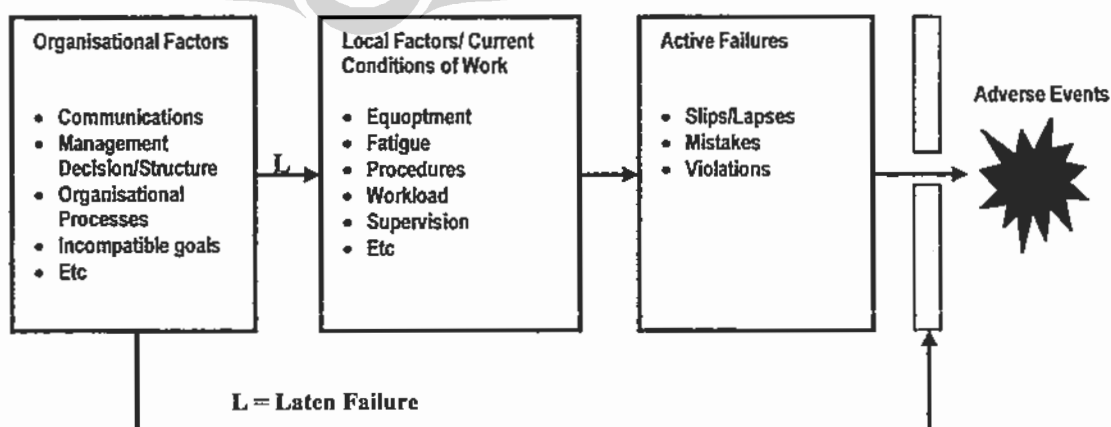 Organisational Factors
• Communications
• Management
Decision/Structure
• Organisational
Processes
• Incompatible goals
• Etc
L
Local Factors/ Current
Conditions of Work
• Equoptment
• Fatigue
• Procedures
• Workload
• Supervision
• Etc
Active Failures
• Slips/Lapses
• Mistakes
• Violations
Adverse Events
L = Laten Failure